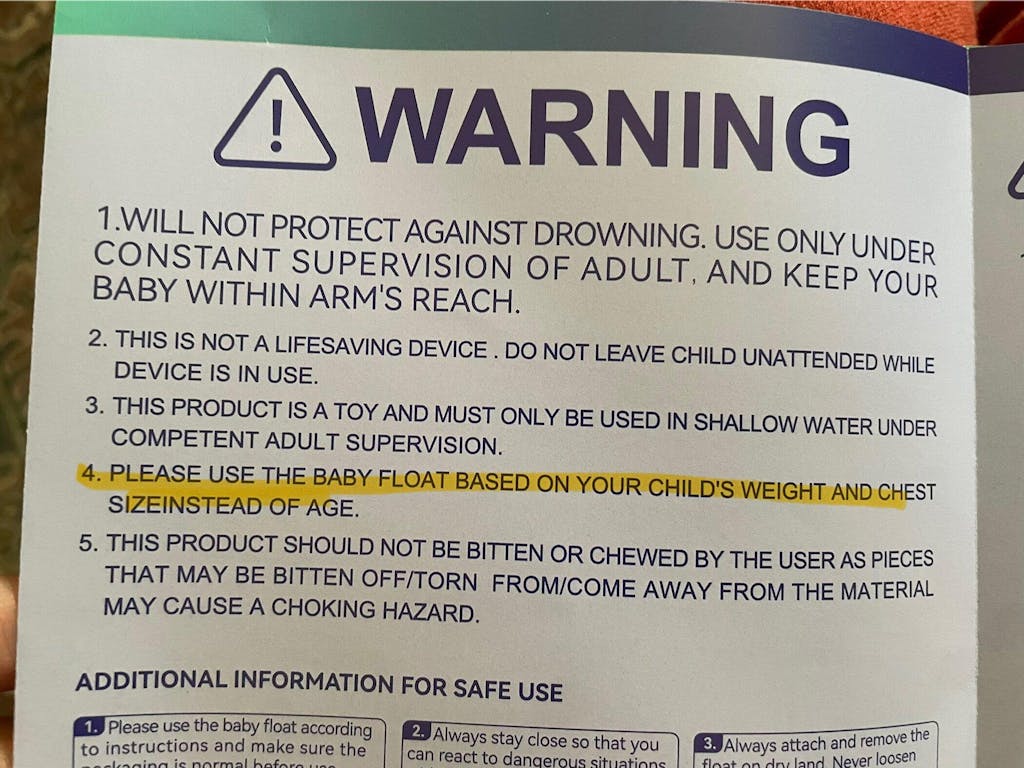 WARNING
1.WILL NOT PROTECT AGAINST DROWNING. USE ONLY UNDER
CONSTANT SUPERVISION OF ADULT, AND KEEP YOUR
BABY WITHIN ARM'S REACH.
2. THIS IS NOT A LIFESAVING DEVICE . DO NOT LEAVE CHILD UNATTENDED WHILE
DEVICE IS IN USE.
3. THIS PRODUCT IS A TOY AND MUST ONLY BE USED IN SHALLOW WATER UNDER
COMPETENT ADULT SUPERVISION.
4. PLEASE USE THE BABY FLOAT BASED ON YOUR CHILD'S WEIGHT AND CHEST
SIZEINSTEAD OF AGE.
5. THIS PRODUCT SHOULD NOT BE BITTEN OR CHEWED BY THE USER AS PIECES
THAT MAY BE BITTEN OFF/TORN FROM/COME AWAY FROM THE MATERIAL
MAY CAUSE A CHOKING HAZARD.
ADDITIONAL INFORMATION FOR SAFE USE
1. Please use the baby float according
to instructions and make sure the
packaging is normal before use
2. Always stay close so that you
can react to dangerous situations
3. Always attach and remove the
float on dry land. Never loosen